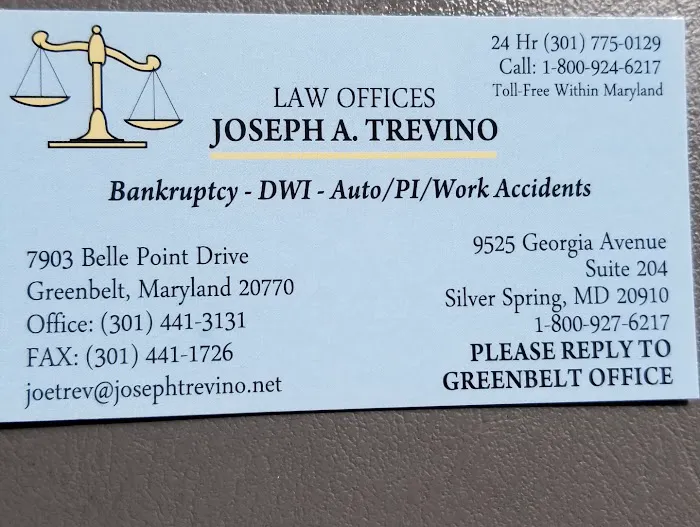 24 Hr (301) 775-0129
Call: 1-800-924-6217
Toll-Free Within Maryland
LAW OFFICES
JOSEPH A. TREVINO
Bankruptcy - DWI - Auto/PI/Work Accidents
7903 Belle Point Drive
Greenbelt, Maryland 20770
Office: (301) 441-3131
FAX: (301) 441-1726
joetrev@josephtrevino.net
9525 Georgia Avenue
Suite 204
Silver Spring, MD 20910
1-800-927-6217
PLEASE REPLY TO
GREENBELT OFFICE